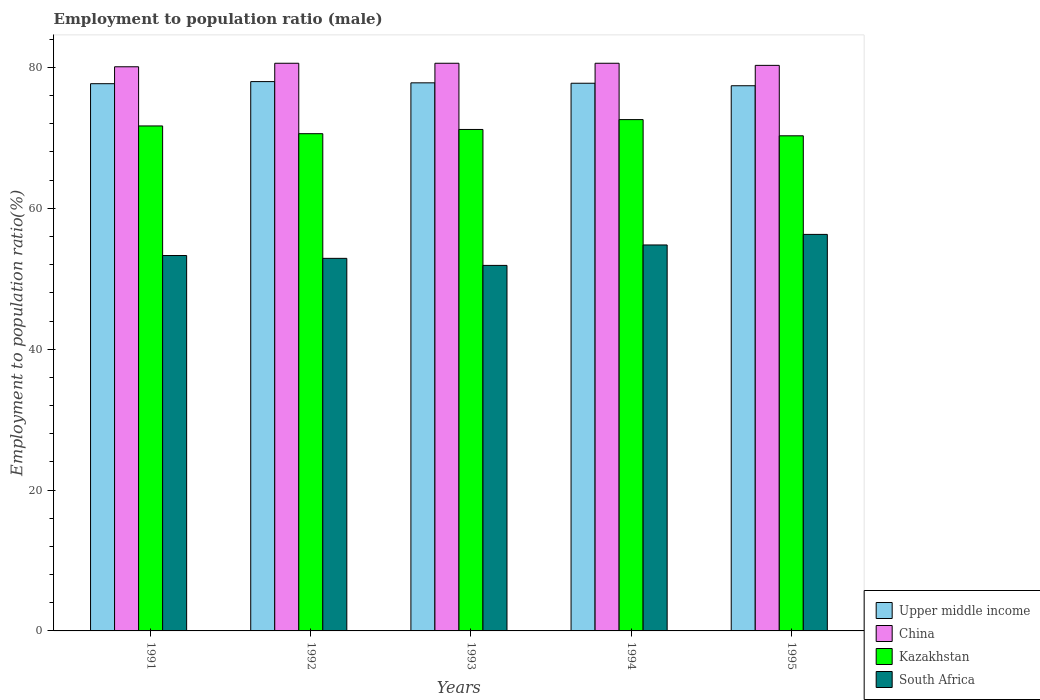 Employment to population ratio (male)
Employment to population ratio(%)
80
60
40
20
0
1991
1992
1993
1994
1995
Years
Upper middle income
China
Kazakhstan
South Africa